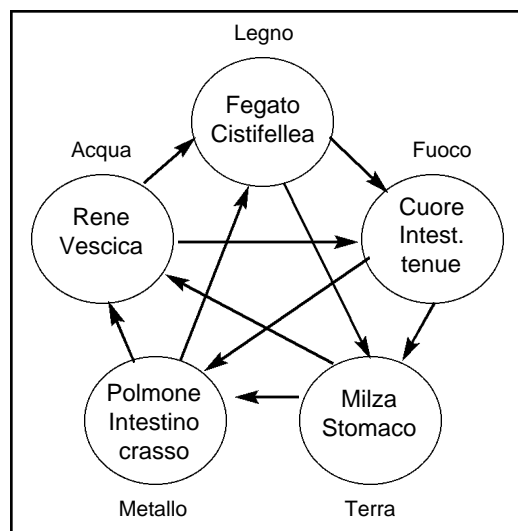 Legno
Fegato
Cistifellea
Acqua
Fuoco
Rene
Vescica
Cuore
Intest.
tenue
Polmone
Intestino
crasso
Milza
Stomaco
Metallo
Terra